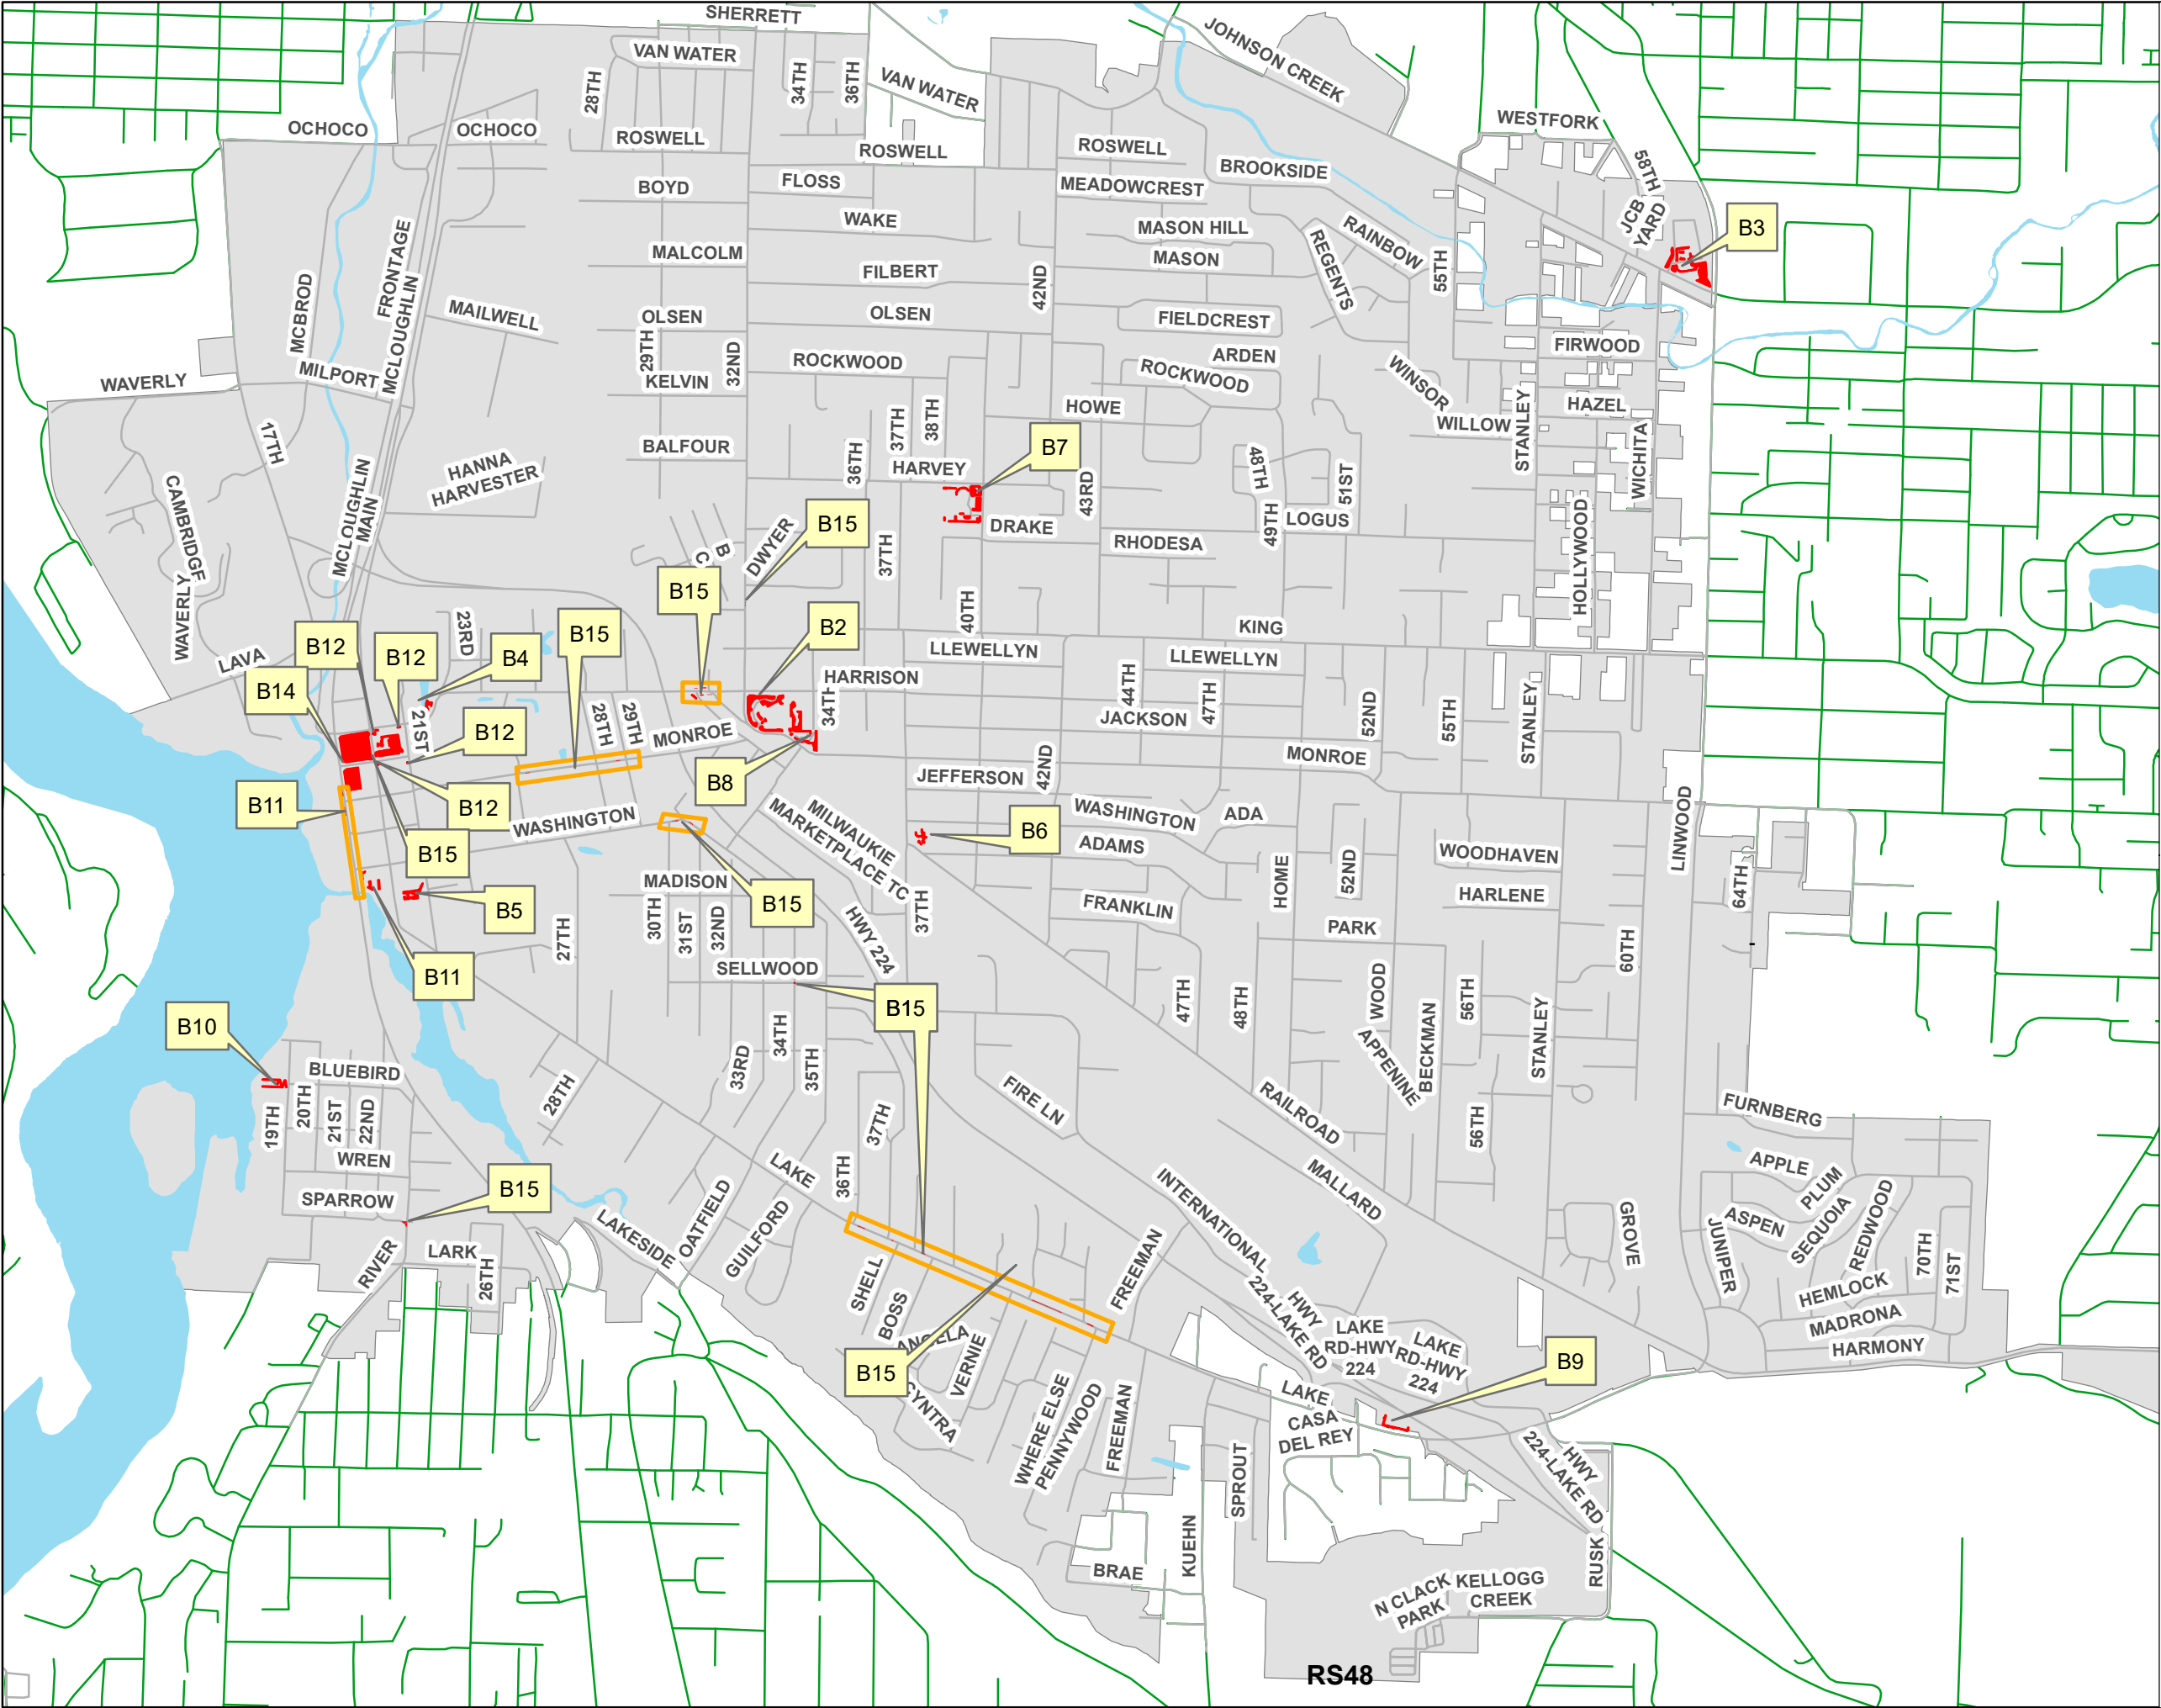 SHERRETT
VAN WATER
28TH
34TH
36TH
VAN WATER
JOHNSON CREEK
OCHOCO
OCHOCO
ROSWELL
ROSWELL
ROSWELL
WESTFORK
BOYD
FLOSS
MEADOWCREST
BROOKSIDE
58TH
JCB
YARD
B3
WAKE
MASON HILL
RAINBOW
REGENTS
MALCOLM
FILBERT
MASON
55TH
42ND
MCBROD
FRONTAGE
MCLOUGHLIN
MAILWELL
OLSEN
OLSEN
FIELDCREST
29TH
32ND
ROCKWOOD
ARDEN
ROCKWOOD
FIRWOOD
WAVERLY
MILPORT
KELVIN
WINSOR
HOWE
HAZEL
17TH
37TH
38TH
WILLOW
STANLEY
WICHITA
BALFOUR
36TH
HARVEY
B7
48TH
51ST
HANNA
HARVESTER
43RD
CAMBRIDGE
MCLOUGHLIN
MAIN
B15
DRAKE
49TH
LOGUS
DWYER
B
C
37TH
RHODESA
HOLLYWOOD
B15
WAVERLY
23RD
B15
B2
40TH
KING
B12
B12
B4
LLEWELLYN
LLEWELLYN
LAVA
B14
HARRISON
34TH
44TH
47TH
52ND
55TH
STANLEY
21ST
B12
28TH
29TH
MONROE
JACKSON
MONROE
B8
JEFFERSON
42ND
B11
B12
WASHINGTON
MILWAUKIE
MARKETPLACE TC
B6
WASHINGTON
ADA
LINWOOD
B15
ADAMS
WOODHAVEN
MADISON
B15
HOME
52ND
HARLENE
64TH
B5
30TH
31ST
32ND
37TH
FRANKLIN
PARK
27TH
HWY 224
60TH
B11
SELLWOOD
B15
47TH
48TH
WOOD
56TH
B10
34TH
BLUEBIRD
33RD
35TH
APPENINE
BECKMAN
STANLEY
19TH
20TH
21ST
22ND
28TH
FIRE LN
RAILROAD
FURNBERG
37TH
56TH
WREN
LAKE
36TH
MALLARD
APPLE
PLUM
SPARROW
B15
INTERNATIONAL
ASPEN
SEQUOIA
REDWOOD
LAKESIDE
OATFIELD
GUILFORD
GROVE
JUNIPER
70TH
71ST
RIVER
LARK
26TH
SHELL
BOSS
FREEMAN
HWY
224-LAKE RD
HEMLOCK
MADRONA
HARMONY
ANGELA
VERNIE
LAKE
RD-HWY
224
LAKE
RD-HWY
224
B9
B15
CYNTRA
WHERE ELSE
PENNYWOOD
FREEMAN
LAKE
CASA
DEL REY
SPROUT
HWY
224-LAKE RD
KUEHN
RUSK
BRAE
N CLACK
PARK
KELLOGG
CREEK
RS48